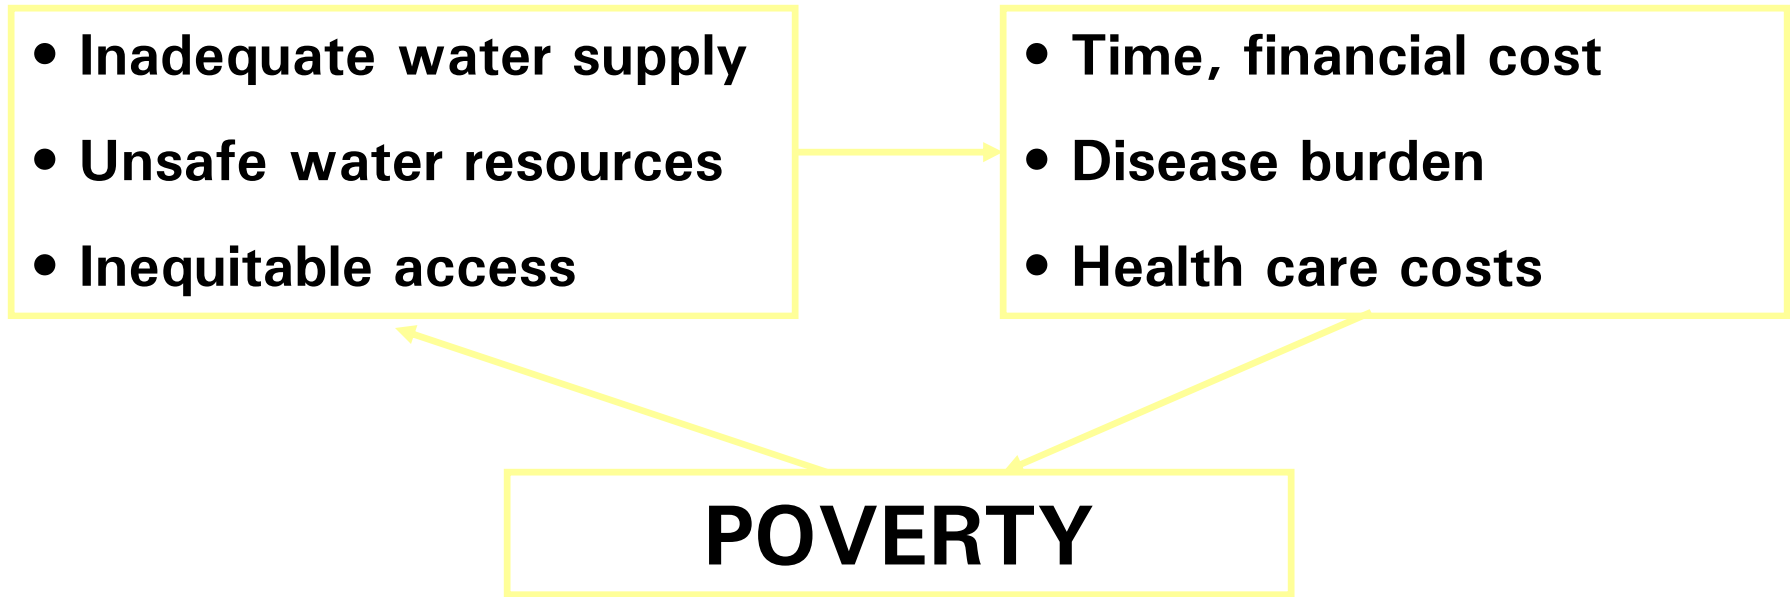 • Inadequate water supply
• Unsafe water resources
• Inequitable access
• Time, financial cost
• Disease burden
• Health care costs
POVERTY